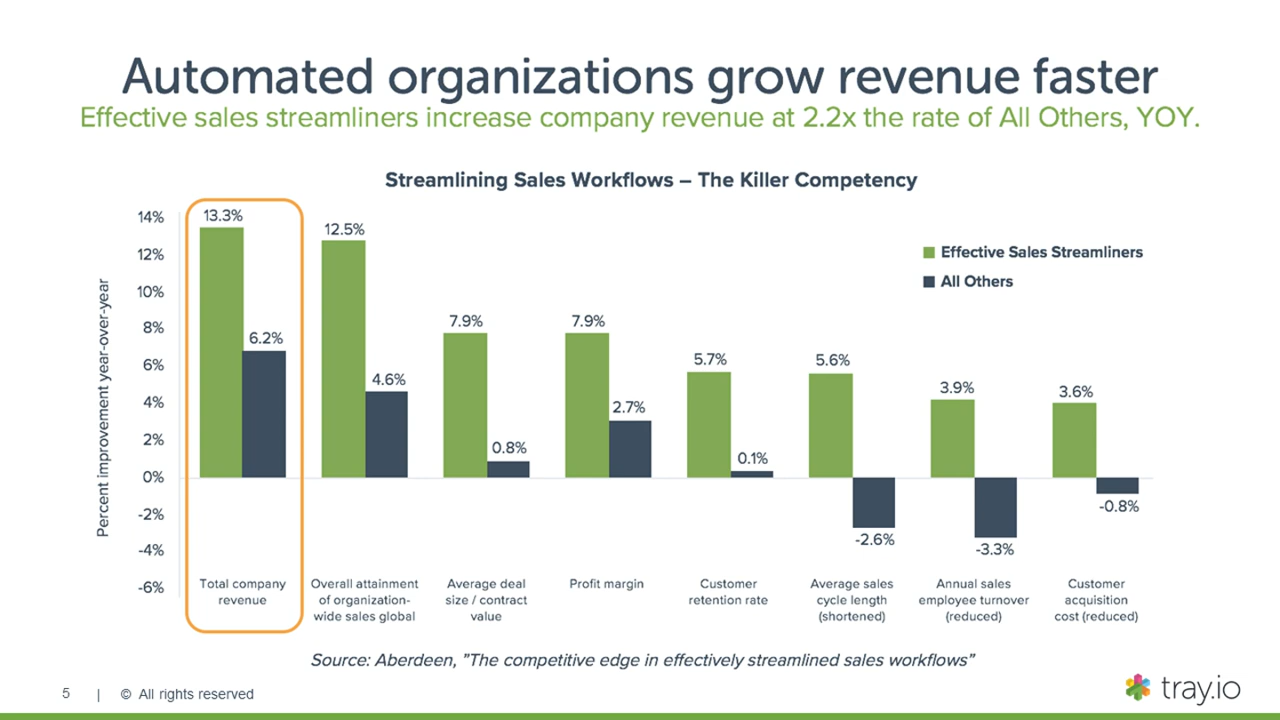 Automated organizations grow revenue faster
Effective sales streamliners increase company revenue at 2.2x the rate of All Others, YOY.
Streamlining Sales Workflows – The Killer Competency
Percent improvement year-over-year
14%
12%
10%
8%
6%
4%
2%
0%
-2%
-4%
-6%
Effective Sales Streamliners
All Others
13.3%
6.2%
12.5%
4.6%
7.9%
0.8%
7.9%
2.7%
5.7%
0.1%
5.6%
-2.6%
3.9%
-3.3%
3.6%
-0.8%
Total company
revenue
Overall attainment
of organization-
wide sales global
Average deal
size / contract
value
Profit margin
Customer
retention rate
Average sales
cycle length
(shortened)
Annual sales
employee turnover
(reduced)
Customer
acquisition
cost (reduced)
Source: Aberdeen, "The competitive edge in effectively streamlined sales workflows"
5 | © All rights reserved
tray.io